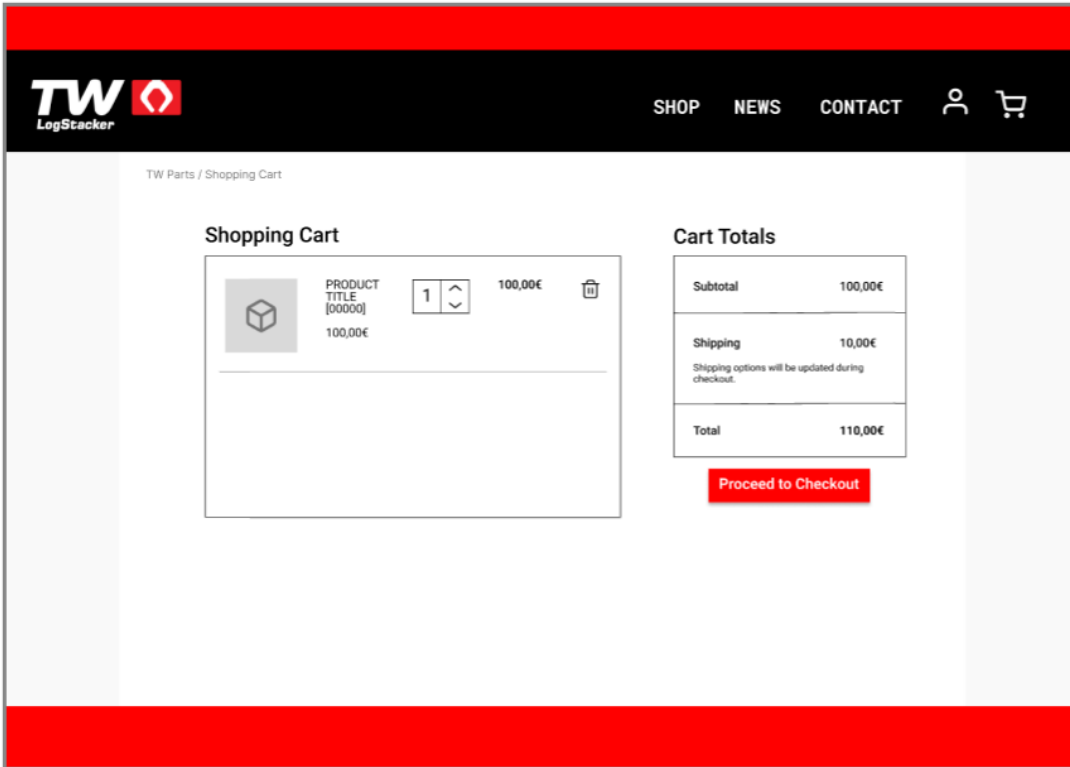 TW
LogStacker
SHOP NEWS CONTACT
TW Parts / Shopping Cart
Shopping Cart
PRODUCT
TITLE
[00000]
100,00€
1
100,00€
Cart Totals
Subtotal 100,00€
Shipping 10,00€
Shipping options will be updated during
checkout.
Total 110,00€
Proceed to Checkout